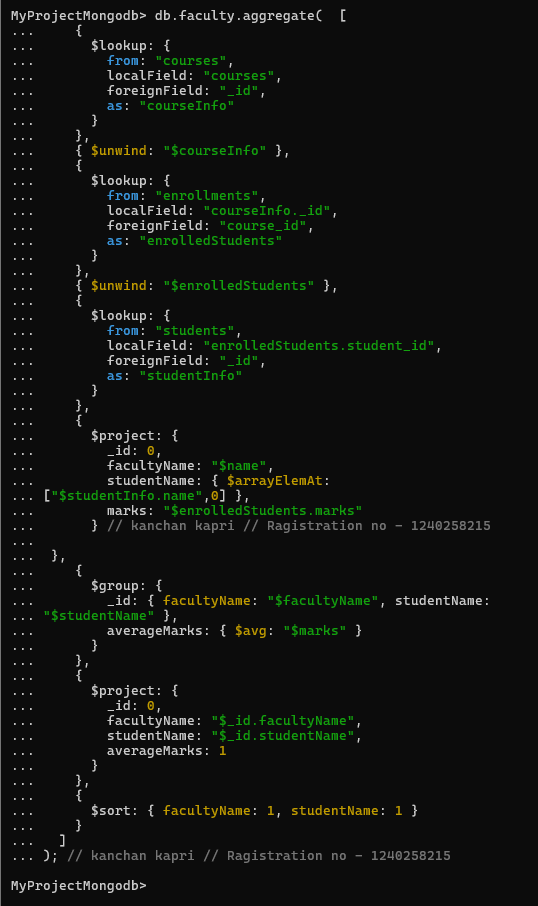 MyProjectMongodb> db.faculty.aggregate(  [
...     {
...       $lookup: {
...         from: "courses",
...         localField: "courses",
...         foreignField: "_id",
...         as: "courseInfo"
...       }
...     },
...     { $unwind: "$courseInfo" },
...     {
...       $lookup: {
...         from: "enrollments",
...         localField: "courseInfo._id",
...         foreignField: "course_id",
...         as: "enrolledStudents"
...       }
...     },
...     { $unwind: "$enrolledStudents" },
...     {
...       $lookup: {
...         from: "students",
...         localField: "enrolledStudents.student_id",
...         foreignField: "_id",
...         as: "studentInfo"
...       }
...     },
...     {
...       $project: {
...         _id: 0,
...         facultyName: "$name",
...         studentName: { $arrayElemAt:
... ["$studentInfo.name",0] },
...         marks: "$enrolledStudents.marks"
...       } // kanchan kapri // Ragistration no - 1240258215
...
...  },
...     {
...       $group: {
...         _id: { facultyName: "$facultyName", studentName:
... "$studentName" },
...         averageMarks: { $avg: "$marks" }
...       }
...     },
...     {
...       $project: {
...         _id: 0,
...         facultyName: "$_id.facultyName",
...         studentName: "$_id.studentName",
...         averageMarks: 1
...       }
...     },
...     {
...       $sort: { facultyName: 1, studentName: 1 }
...     }
...   ]
... ); // kanchan kapri // Ragistration no - 1240258215
MyProjectMongodb>